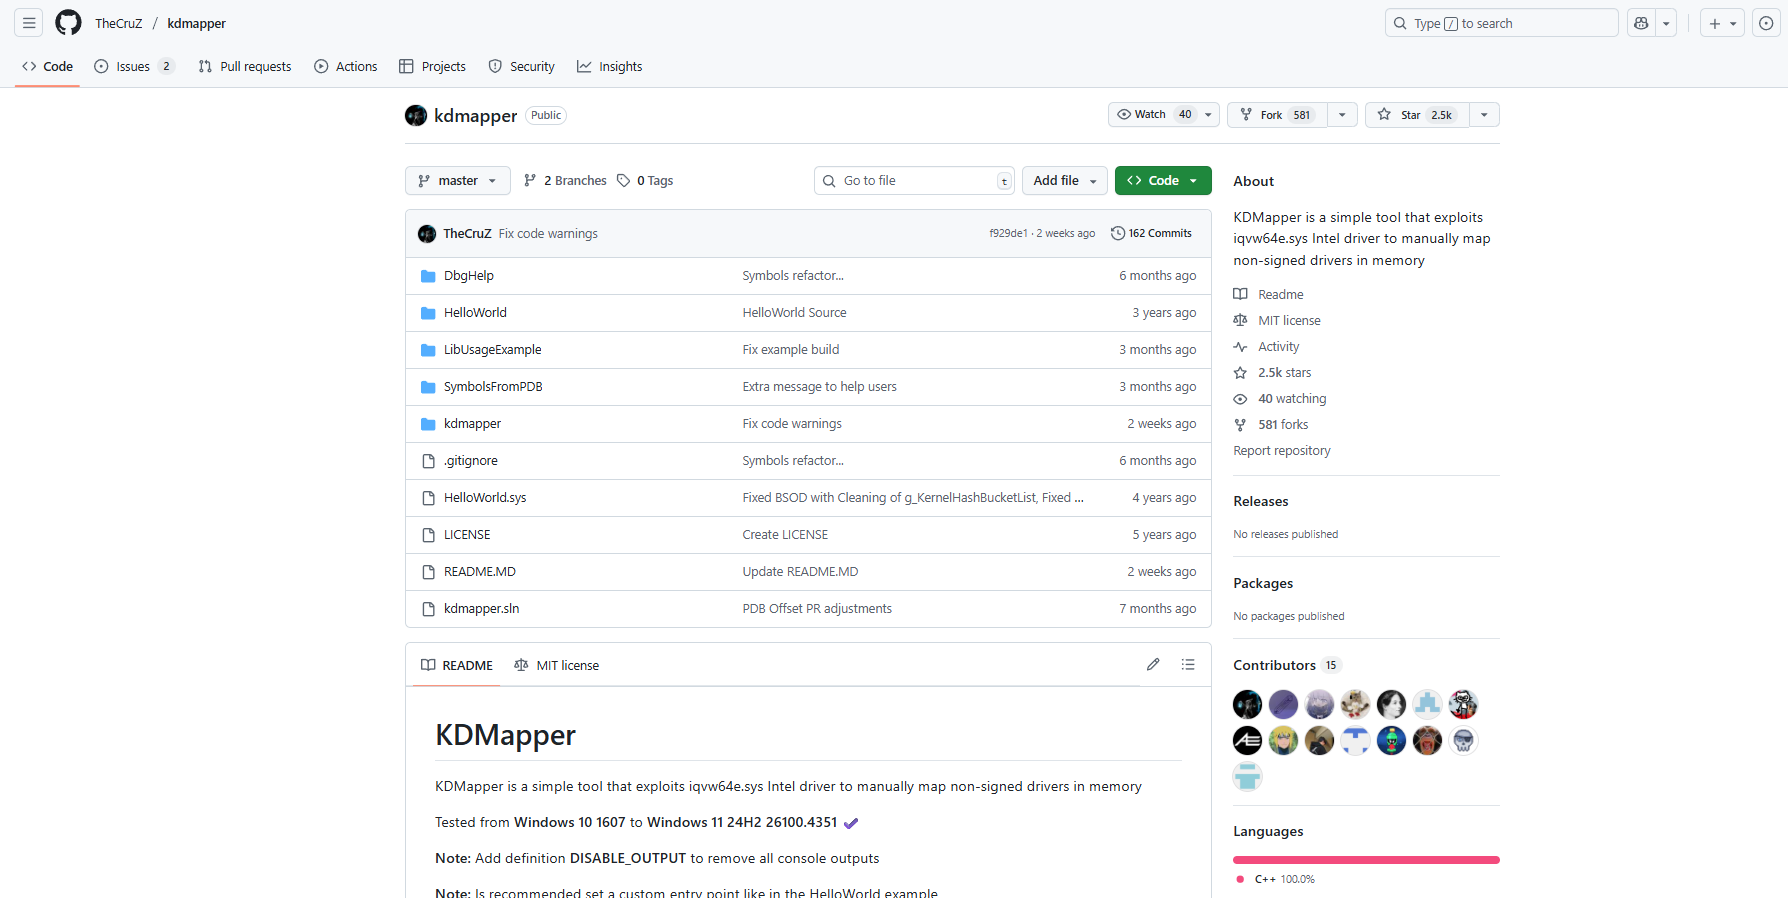 TheCruZ / kdmapper
Type / to search
Code
Issues 2
Pull requests
Actions
Projects
Security
Insights
kdmapper Public
Watch 40
Fork 581
Star 2.5k
master
2 Branches
0 Tags
Go to file t
Add file
Code
TheCruZ Fix code warnings f929de1 · 2 weeks ago 162 Commits
DbgHelp Symbols refactor... 6 months ago
HelloWorld HelloWorld Source 3 years ago
LibUsageExample Fix example build 3 months ago
SymbolsFromPDB Extra message to help users 3 months ago
kdmapper Fix code warnings 2 weeks ago
.gitignore Symbols refactor... 6 months ago
HelloWorld.sys Fixed BSOD with Cleaning of g_KernelHashBucketList, Fixed ... 4 years ago
LICENSE Create LICENSE 5 years ago
README.MD Update README.MD 2 weeks ago
kdmapper.sln PDB Offset PR adjustments 7 months ago
README
MIT license
KDMapper
KDMapper is a simple tool that exploits iqvw64e.sys Intel driver to manually map non-signed drivers in memory
Tested from Windows 10 1607 to Windows 11 24H2 26100.4351 ✔
Note: Add definition DISABLE_OUTPUT to remove all console outputs
Note: Is recommended set a custom entry point like in the HelloWorld example
About
KDMapper is a simple tool that exploits
iqvw64e.sys Intel driver to manually map
non-signed drivers in memory
Readme
MIT license
Activity
2.5k stars
40 watching
581 forks
Report repository
Releases
No releases published
Packages
No packages published
Contributors 15
Languages
C++ 100.0%